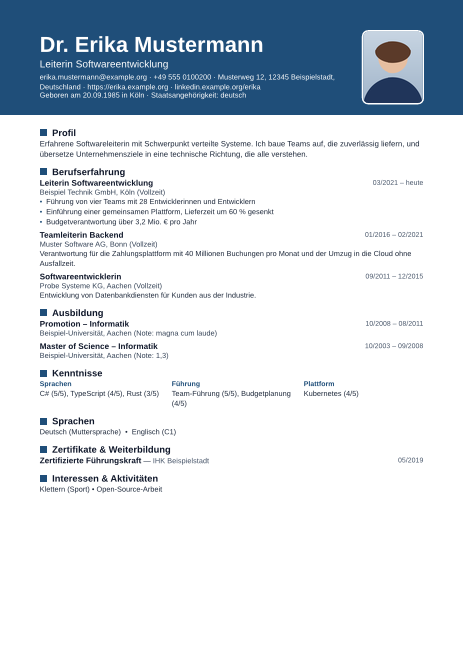 Dr. Erika Mustermann
Leiterin Softwareentwicklung
erika.mustermann@example.org · +49 555 0100200 · Musterweg 12, 12345 Beispielstadt,
Deutschland · https://erika.example.org · linkedin.example.org/erika
Geboren am 20.09.1985 in Köln · Staatsangehörigkeit: deutsch
Profil
Erfahrene Softwareleiterin mit Schwerpunkt verteilte Systeme. Ich baue Teams auf, die zuverlässig liefern, und
übersetze Unternehmensziele in eine technische Richtung, die alle verstehen.
Berufserfahrung
Leiterin Softwareentwicklung 03/2021 – heute
Beispiel Technik GmbH, Köln (Vollzeit)
• Führung von vier Teams mit 28 Entwicklerinnen und Entwicklern
• Einführung einer gemeinsamen Plattform, Lieferzeit um 60 % gesenkt
• Budgetverantwortung über 3,2 Mio. € pro Jahr
Teamleiterin Backend 01/2016 – 02/2021
Muster Software AG, Bonn (Vollzeit)
Verantwortung für die Zahlungsplattform mit 40 Millionen Buchungen pro Monat und der Umzug in die Cloud ohne
Ausfallzeit.
Softwareentwicklerin 09/2011 – 12/2015
Probe Systeme KG, Aachen (Vollzeit)
Entwicklung von Datenbankdiensten für Kunden aus der Industrie.
Ausbildung
Promotion – Informatik 10/2008 – 08/2011
Beispiel-Universität, Aachen (Note: magna cum laude)
Master of Science – Informatik 10/2003 – 09/2008
Beispiel-Universität, Aachen (Note: 1,3)
Kenntnisse
Sprachen Führung Plattform
C# (5/5), TypeScript (4/5), Rust (3/5) Team-Führung (5/5), Budgetplanung Kubernetes (4/5)
(4/5)
Sprachen
Deutsch (Muttersprache) • Englisch (C1)
Zertifikate & Weiterbildung
Zertifizierte Führungskraft — IHK Beispielstadt 05/2019
Interessen & Aktivitäten
Klettern (Sport) • Open-Source-Arbeit